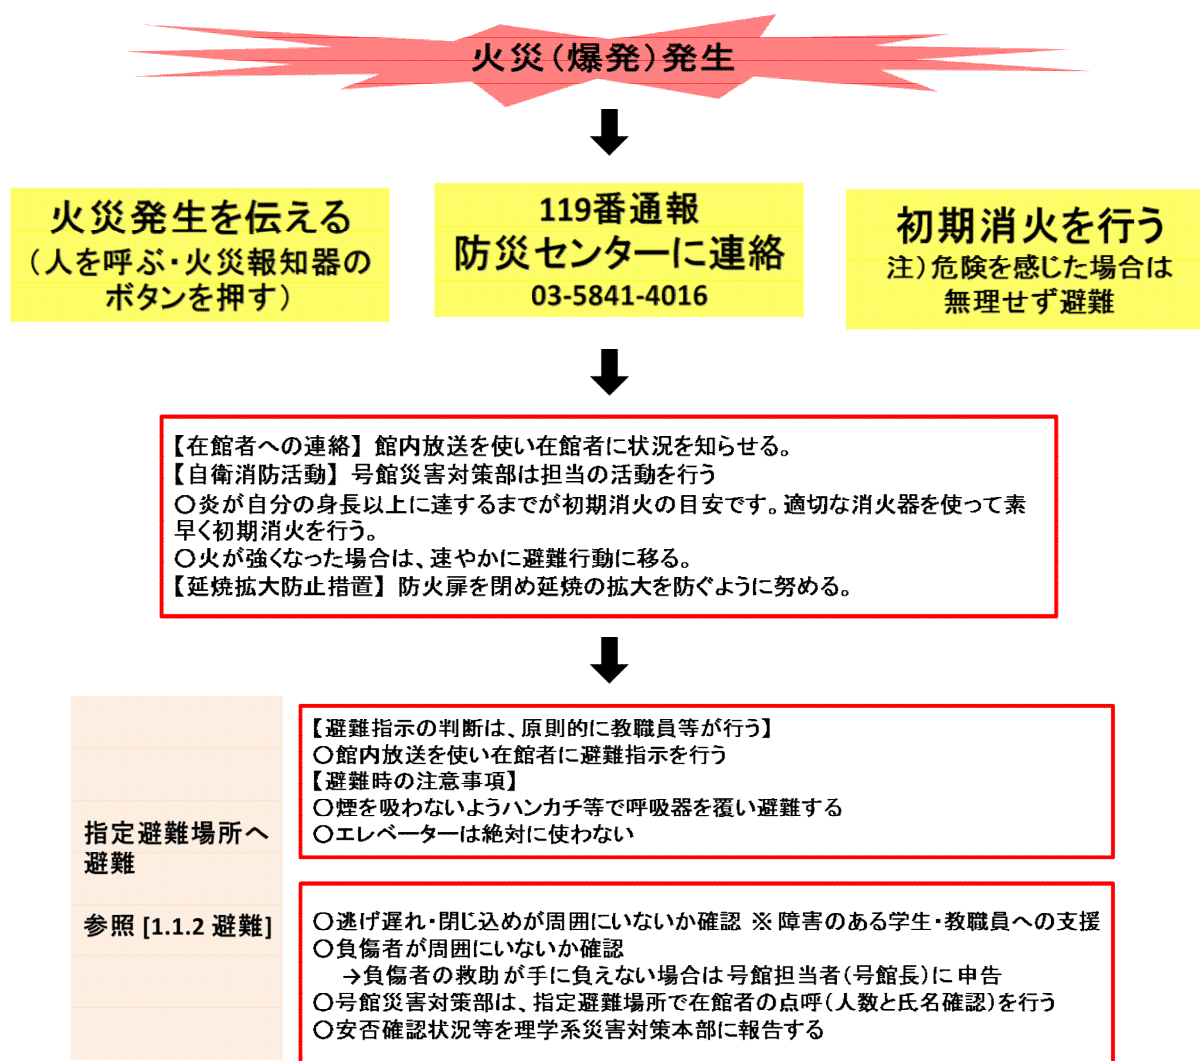 火災(爆発)発生
火災発生を伝える
(人を呼ぶ・火災報知器の
ボタンを押す)
119番通報
防災センターに連絡
03-5841-4016
初期消火を行う
注)危険を感じた場合は
無理せず避難
【在館者への連絡】 館内放送を使い在館者に状況を知らせる。
【自衛消防活動】 号館災害対策部は担当の活動を行う
〇炎が自分の身長以上に達するまでが初期消火の目安です。適切な消火器を使って素
早く初期消火を行う。
〇火が強くなった場合は、速やかに避難行動に移る。
【延焼拡大防止措置】 防火扉を閉め延焼の拡大を防ぐように努める。
指定避難場所へ
避難
参照 [1.1.2 避難]
【避難指示の判断は、原則的に教職員等が行う】
〇館内放送を使い在館者に避難指示を行う
【避難時の注意事項】
〇煙を吸わないようハンカチ等で呼吸器を覆い避難する
〇エレベーターは絶対に使わない
〇逃げ遅れ・閉じ込めが周囲にいないか確認 ※ 障害のある学生・教職員への支援
〇負傷者が周囲にいないか確認
→負傷者の救助が手に負えない場合は号館担当者(号館長)に申告
〇号館災害対策部は、指定避難場所で在館者の点呼(人数と氏名確認)を行う
〇安否確認状況等を理学系災害対策本部に報告する